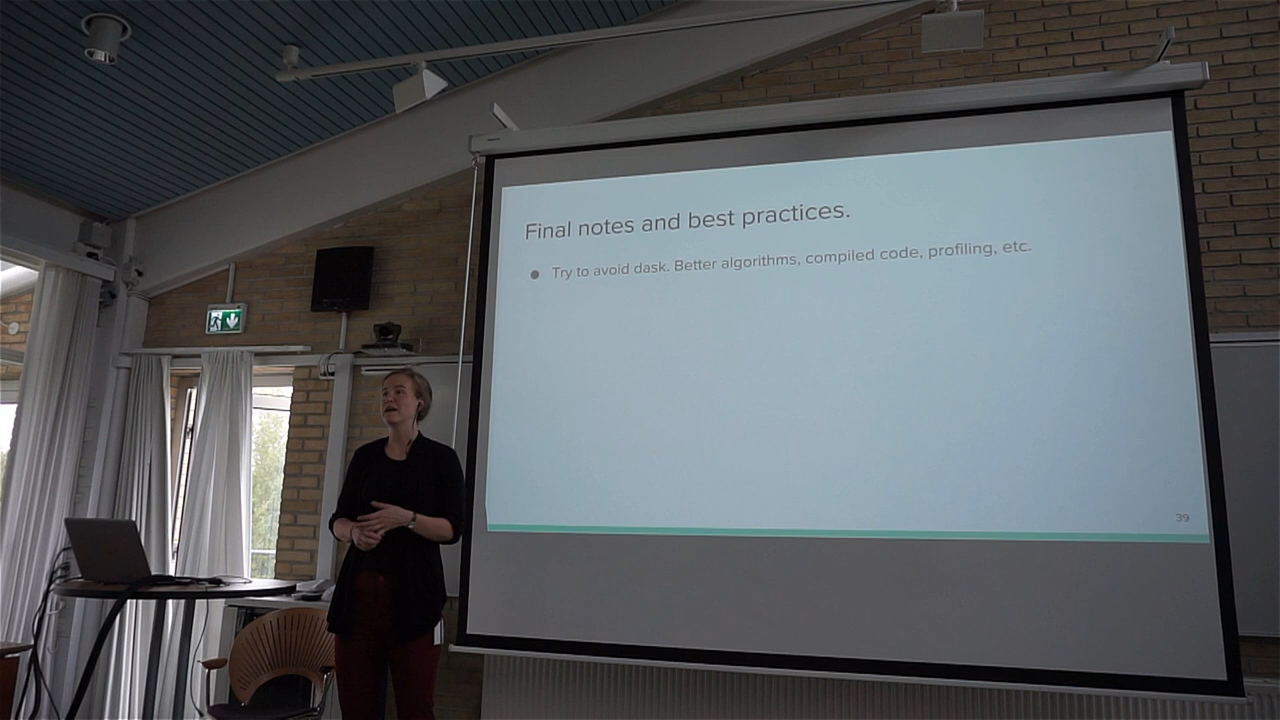 Final notes and best practices.
Try to avoid dask. Better algorithms, compiled code, profiling, etc.
39